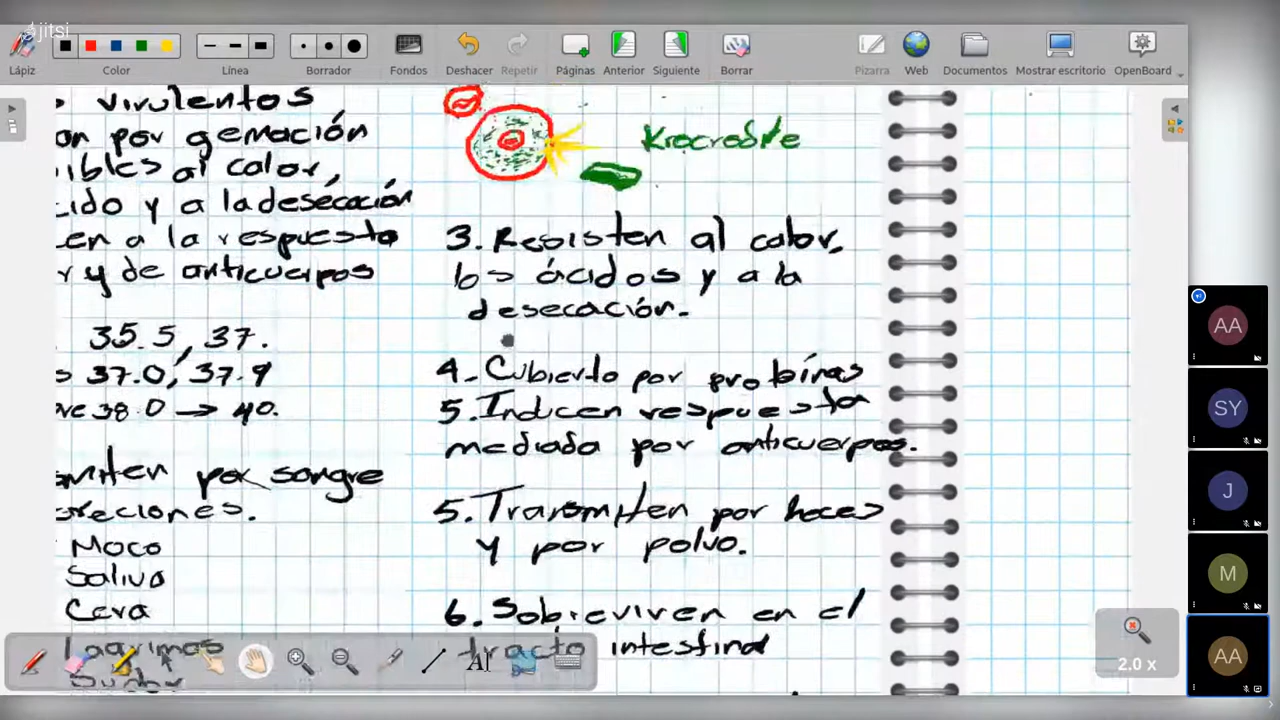 jitsi
Lápiz
Color
Línea
Borrador
Fondos
Deshacer
Repetir
Páginas
Anterior
Siguiente
Borrar
Pizarra
Web
Documentos
Mostrar escritorio
OpenBoard
virulentos
on por gemación
ibles al calor,
cido y a la desecación
cen a la respuesta
r y de anticuerpos
35.5, 37.
37.0, 37.9
38.0 → 40.
smiten por sangre
creciones.
Moco
Saliva
Cera
Lagrimas
3. Resisten al calor,
los ácidos y a la
desecación.
4. Cubierto por proteínas
5. Inducen respuesta
mediada por anticuerpos.
5. Transmiten por heces
y por polvo.
6. Sobreviven en el
tracto intestinal
AA
SY
J
M
AA
2.0 x